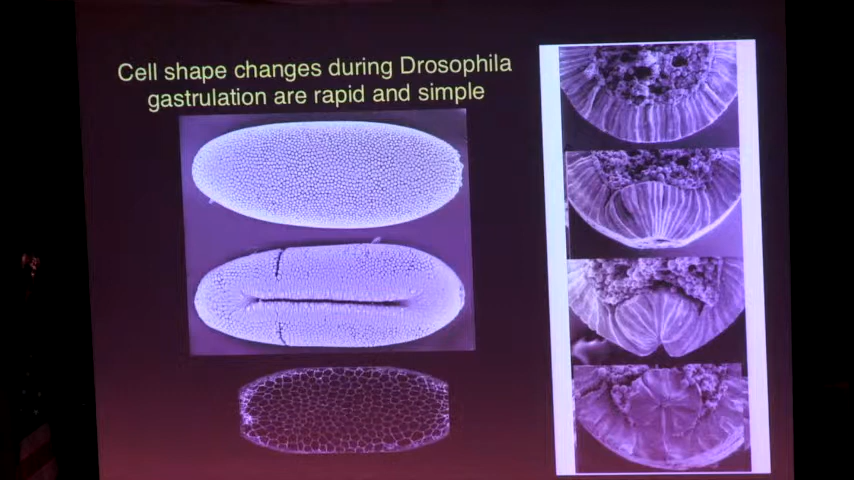 Cell shape changes during Drosophila
gastrulation are rapid and simple